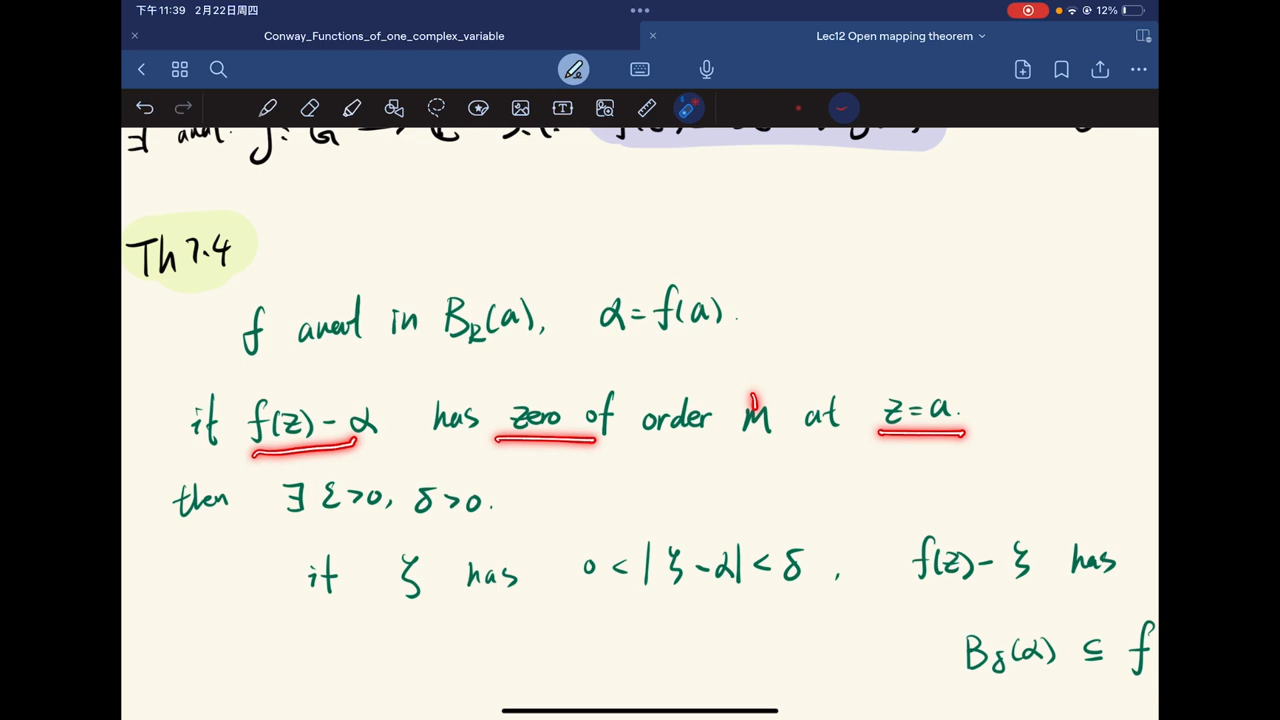 下午11:39 2月22日周四
12%
Conway_Functions_of_one_complex_variable
Lec12 Open mapping theorem
Th 7.4
f anal in B_R(a), α = f(a).
if f(z) - α has zero of order m at z = a.
then ∃ ε > 0, δ > 0.
if ζ has 0 < |ζ - α| < δ, f(z) - ζ has
B_δ(α) ⊆ f